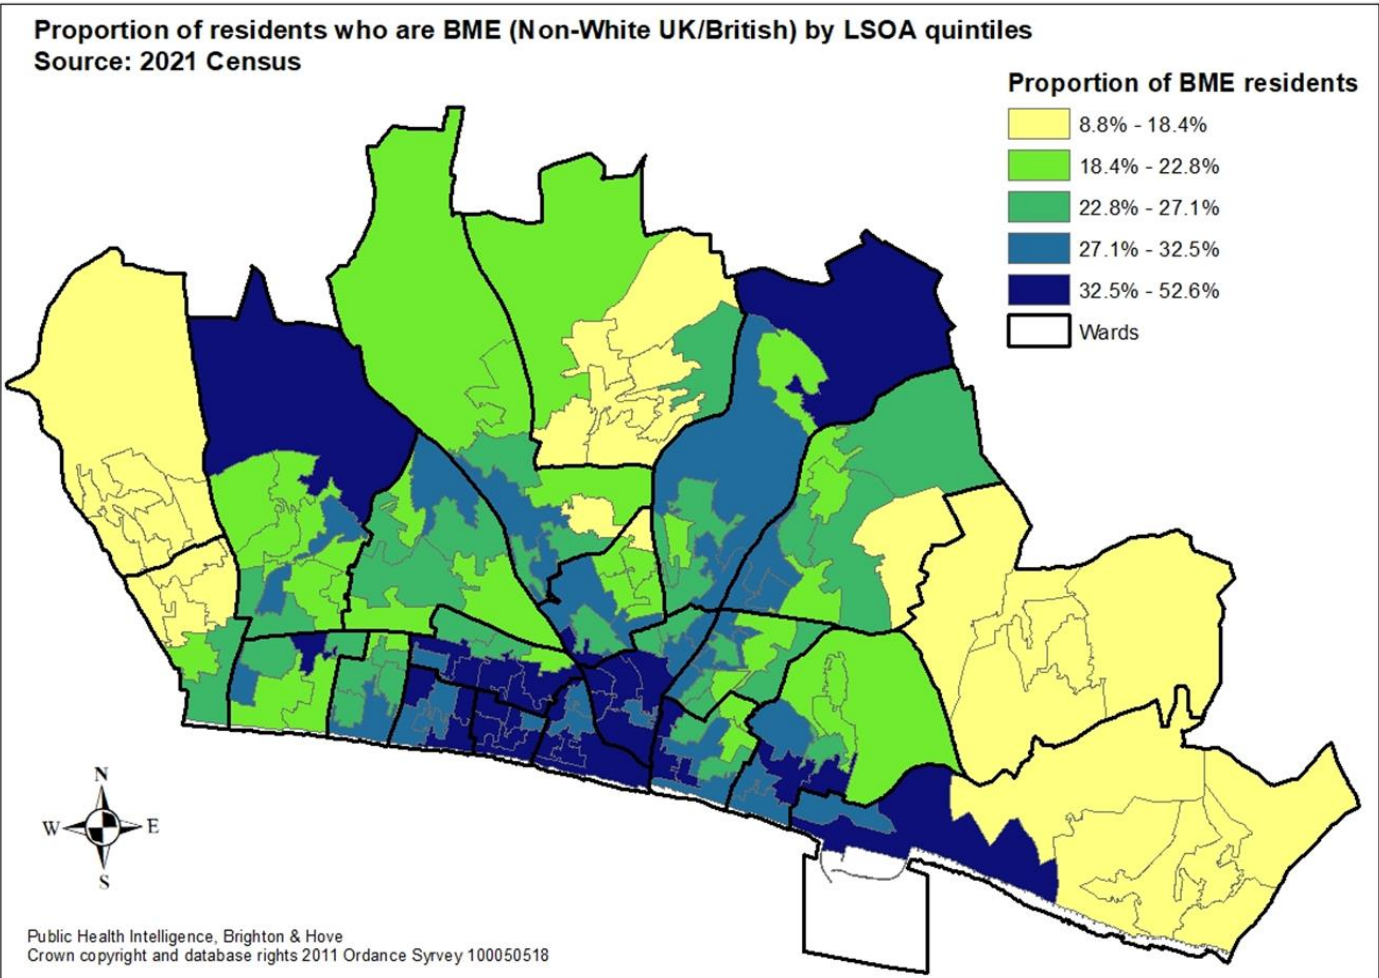 Proportion of residents who are BME (Non-White UK/British) by LSOA quintiles
Source: 2021 Census
Proportion of BME residents
8.8% - 18.4%
18.4% - 22.8%
22.8% - 27.1%
27.1% - 32.5%
32.5% - 52.6%
Wards
N
W E
S
Public Health Intelligence, Brighton & Hove
Crown copyright and database rights 2011 Ordance Syrvey 100050518